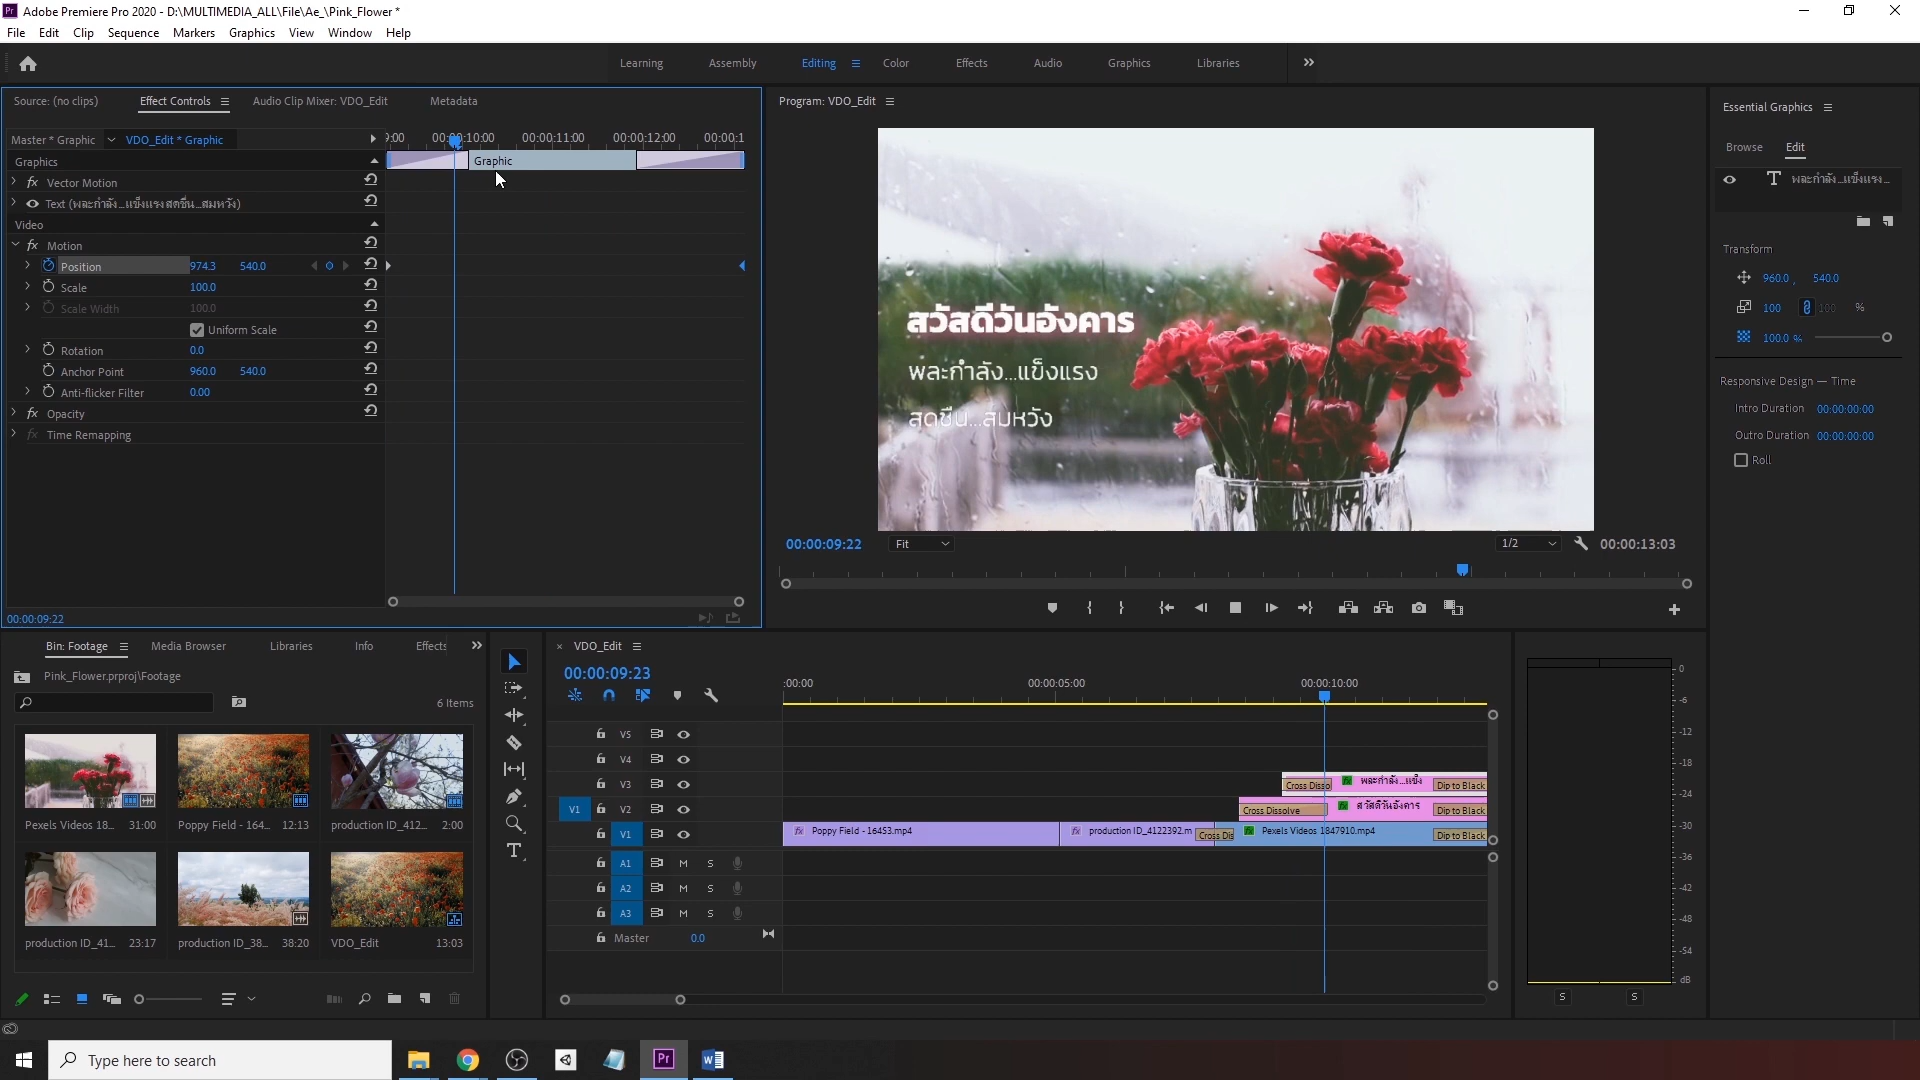 Adobe Premiere Pro 2020 - D:\MULTIMEDIA_ALL\File\Ae_\Pink_Flower *
File Edit Clip Sequence Markers Graphics View Window Help
Learning Assembly Editing Color Effects Audio Graphics Libraries
Source: (no clips) Effect Controls Audio Clip Mixer: VDO_Edit Metadata
Master * Graphic VDO_Edit * Graphic
00:00:11:00 00:00:12:00
Graphics
Graphic
Vector Motion
Text (พละกำลัง...แข็งแรงสดชื่น...สมหวัง)
Video
Motion
Position 974.3 540.0
Scale 100.0
Scale Width 100.0
Uniform Scale
Rotation 0.0
Anchor Point 960.0 540.0
Anti-flicker Filter 0.00
Opacity
Time Remapping
00:00:09:22
Program: VDO_Edit
สวัสดีวันอังคาร
พละกำลัง...แข็งแรง
สดชื่น...สมหวัง
00:00:09:22 Fit 1/2 00:00:13:03
Essential Graphics
Browse Edit
T พละกำลัง...แข็งแรง...
Transform
960.0 , 540.0
100 100 %
100.0 %
Responsive Design — Time
Intro Duration 00:00:00:00
Outro Duration 00:00:00:00
Roll
Bin: Footage Media Browser Libraries Info Effects
Pink_Flower.prproj\Footage
6 Items
Pexels Videos 18... 31:00
Poppy Field - 164... 12:13
production ID_412... 2:00
production ID_41... 23:17
production ID_38... 38:20
VDO_Edit 13:03
VDO_Edit
00:00:09:23
:00:00 00:00:05:00 00:00:10:00
V5
V4
V3 Cross Disso พละกำลัง...แข็ง Dip to Black
V1 V2 Cross Dissolve สวัสดีวันอังคาร Dip to Black
V1 Poppy Field - 16453.mp4 production ID_4122392.m Cross Dis Pexels Videos 1847910.mp4 Dip to Black
A1 M S
A2 M S
A3 M S
Master 0.0
0
-6
-12
-18
-24
-30
-36
-42
-48
-54
dB
S S
Type here to search